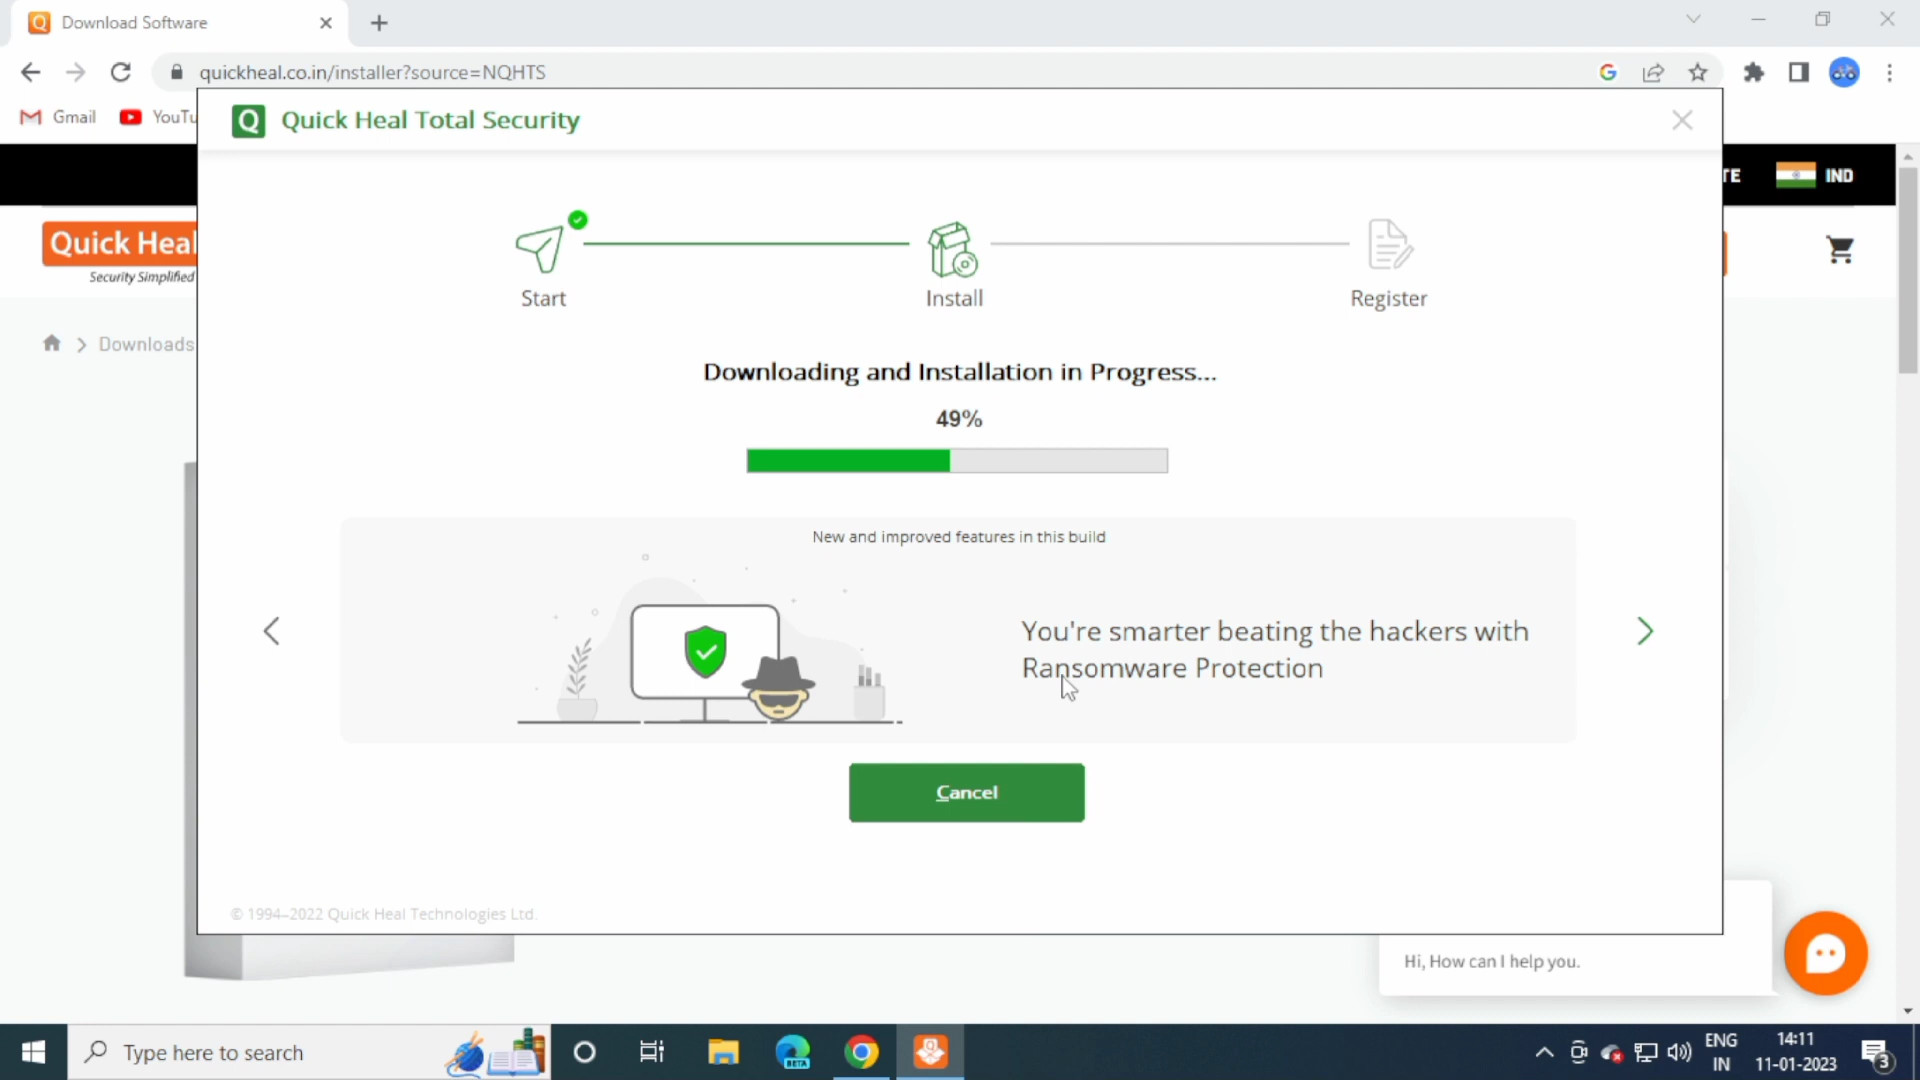 Download Software
quickheal.co.in/installer?source=NQHTS
Gmail
YouTu
Quick Heal Total Security
TE
IND
Quick Heal
Security Simplified
Start
Install
Register
Downloads
Downloading and Installation in Progress...
49%
New and improved features in this build
You're smarter beating the hackers with
Ransomware Protection
Cancel
© 1994–2022 Quick Heal Technologies Ltd.
Hi, How can I help you.
Type here to search
BETA
ENG
IN
14:11
11-01-2023
3